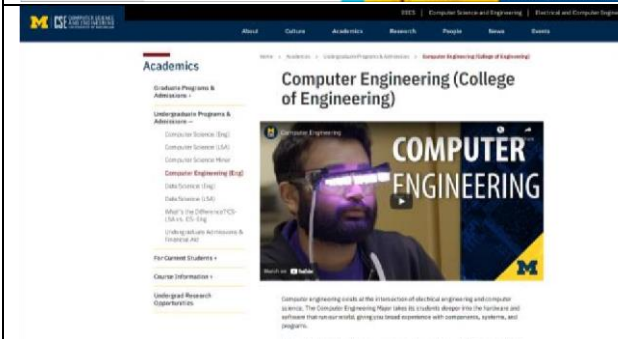 EECS | Computer Science and Engineering | Electrical and Computer Engine
M | CSE COMPUTER SCIENCE AND ENGINEERING
About Culture Academics Research People News Events
Home > Academics > Undergraduate Programs & Admissions > Computer Engineering (College of Engineering)
Academics
Graduate Programs & Admissions +
Undergraduate Programs & Admissions –
Computer Science (Eng)
Computer Science (LSA)
Computer Science Minor
Computer Engineering (Eng)
Data Science (Eng)
Data Science (LSA)
What's the Difference? CS-LSA vs. CS-Eng
Undergraduate Admissions & Financial Aid
For Current Students +
Course Information +
Undergrad Research Opportunities
Computer Engineering (College
of Engineering)
Computer Engineering
COMPUTER
ENGINEERING
M
Watch on YouTube
Computer engineering exists at the intersection of electrical engineering and computer
science. The Computer Engineering Major takes its students deeper into the hardware and
software that run our world, giving you broad experience with components, systems, and
programs.